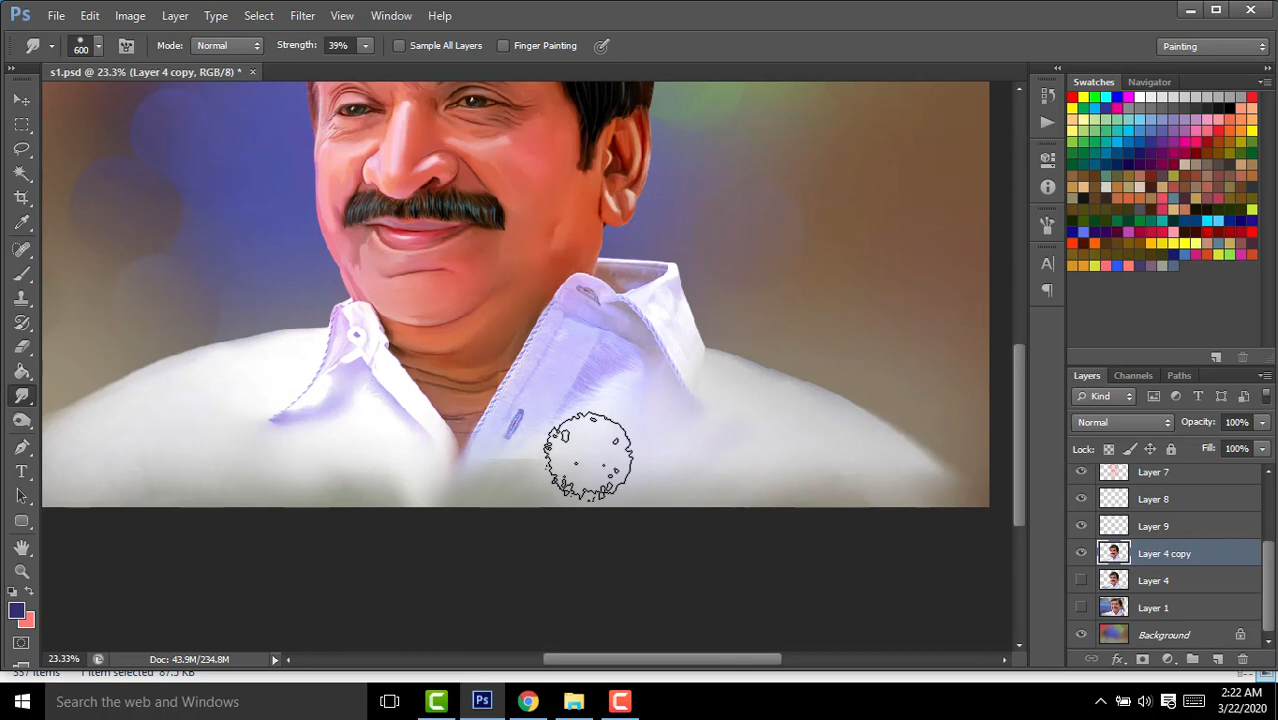 Ps File Edit Image Layer Type Select Filter View Window Help
600 Mode: Normal Strength: 39% Sample All Layers Finger Painting Painting
s1.psd @ 23.3% (Layer 4 copy, RGB/8) *
Swatches Navigator
Layers Channels Paths
Kind
Normal Opacity: 100%
Lock: Fill: 100%
Layer 7
Layer 8
Layer 9
Layer 4 copy
Layer 4
Layer 1
Background
23.33% Doc: 43.9M/234.8M
items 1 item selected 87.5 KB
Search the web and Windows
2:22 AM
3/22/2020